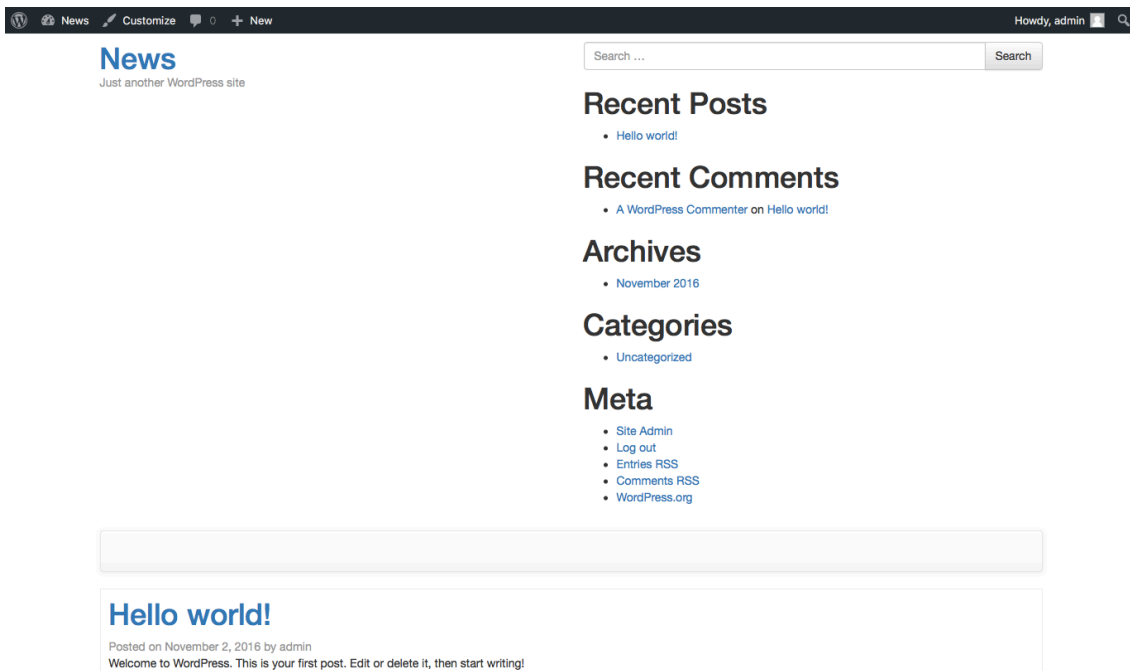 News Customize 0 New Howdy, admin
News
Just another WordPress site
Search ... Search
Recent Posts
Hello world!
Recent Comments
A WordPress Commenter on Hello world!
Archives
November 2016
Categories
Uncategorized
Meta
Site Admin
Log out
Entries RSS
Comments RSS
WordPress.org
Hello world!
Posted on November 2, 2016 by admin
Welcome to WordPress. This is your first post. Edit or delete it, then start writing!